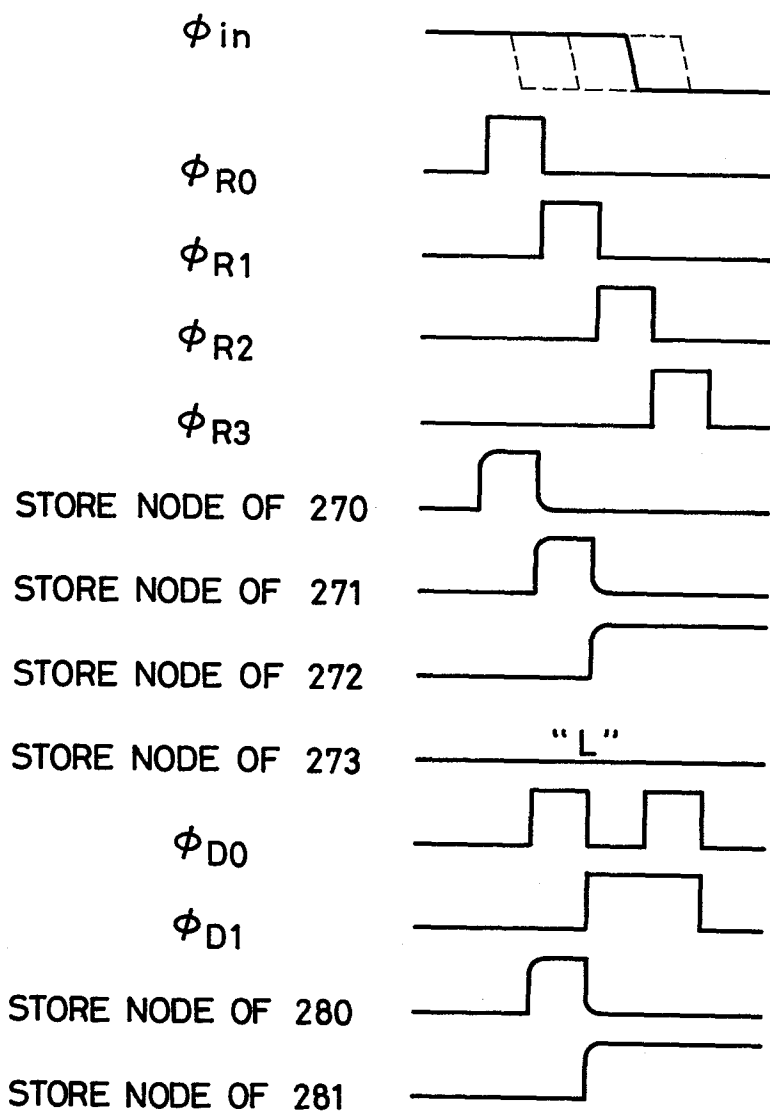 ϕin
ϕR0
ϕR1
ϕR2
ϕR3
STORE NODE OF 270
STORE NODE OF 271
STORE NODE OF 272
STORE NODE OF 273
"L"
ϕD0
ϕD1
STORE NODE OF 280
STORE NODE OF 281